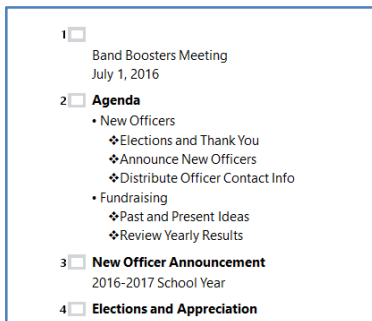 1
Band Boosters Meeting
July 1, 2016
2 Agenda
• New Officers
❖Elections and Thank You
❖Announce New Officers
❖Distribute Officer Contact Info
• Fundraising
❖Past and Present Ideas
❖Review Yearly Results
3 New Officer Announcement
2016-2017 School Year
4 Elections and Appreciation